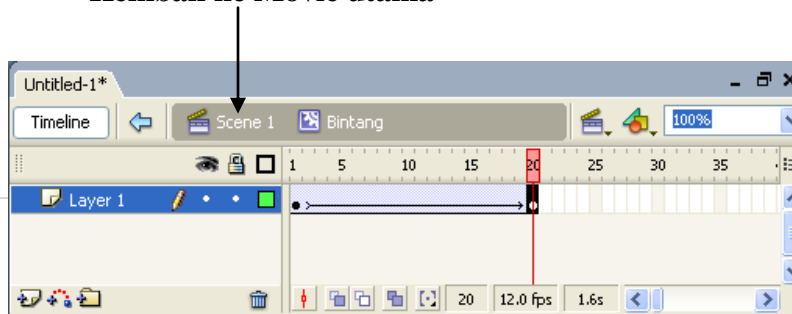 Untitled-1*
Timeline Scene 1 Bintang 100%
1 5 10 15 20 25 30 35
Layer 1
20 12.0 fps 1.6s